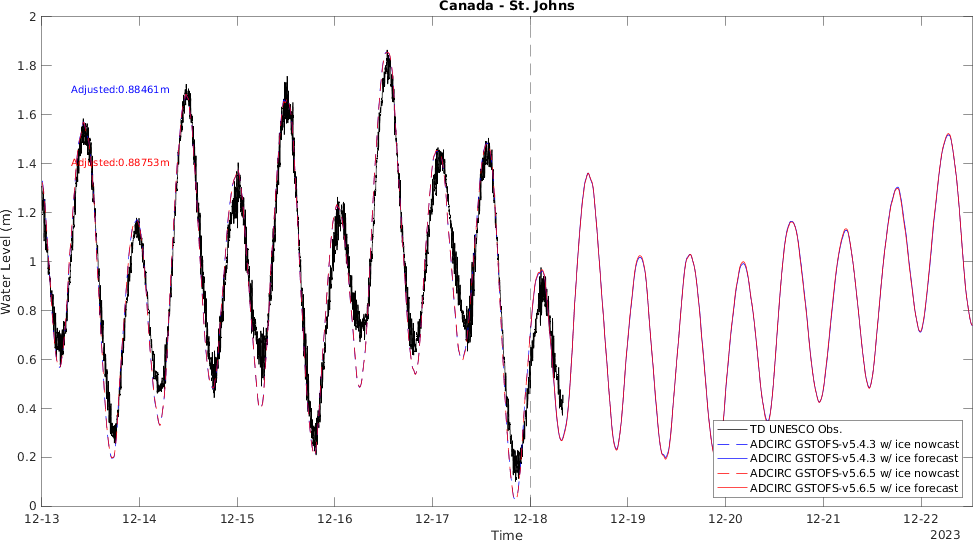 Canada - St. Johns
2
1.8
Adjusted:0.88461m
1.6
1.4
Adjusted:0.88753m
1.2
Water Level (m)
1
0.8
0.6
0.4
0.2
0
TD UNESCO Obs.
ADCIRC GSTOFS-v5.4.3 w/ ice nowcast
ADCIRC GSTOFS-v5.4.3 w/ ice forecast
ADCIRC GSTOFS-v5.6.5 w/ ice nowcast
ADCIRC GSTOFS-v5.6.5 w/ ice forecast
12-13 12-14 12-15 12-16 12-17 12-18 12-19 12-20 12-21 12-22
Time
2023